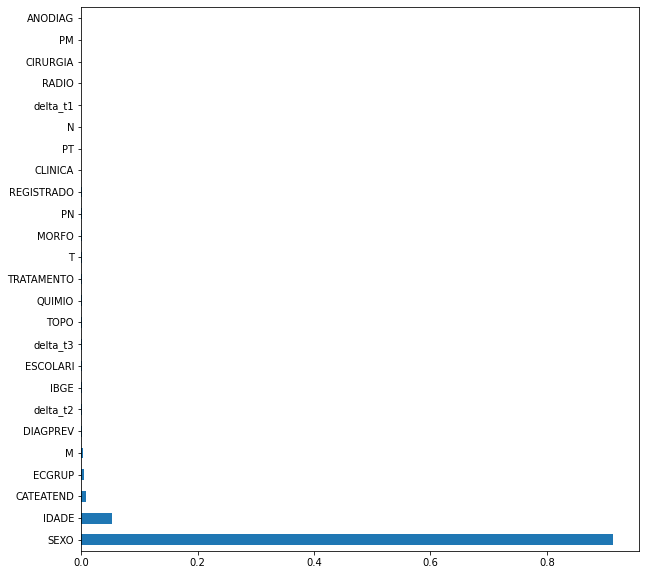 ANODIAG
PM
CIRURGIA
RADIO
delta_t1
N
PT
CLINICA
REGISTRADO
PN
MORFO
T
TRATAMENTO
QUIMIO
TOPO
delta_t3
ESCOLARI
IBGE
delta_t2
DIAGPREV
M
ECGRUP
CATEATEND
IDADE
SEXO
0.0 0.2 0.4 0.6 0.8